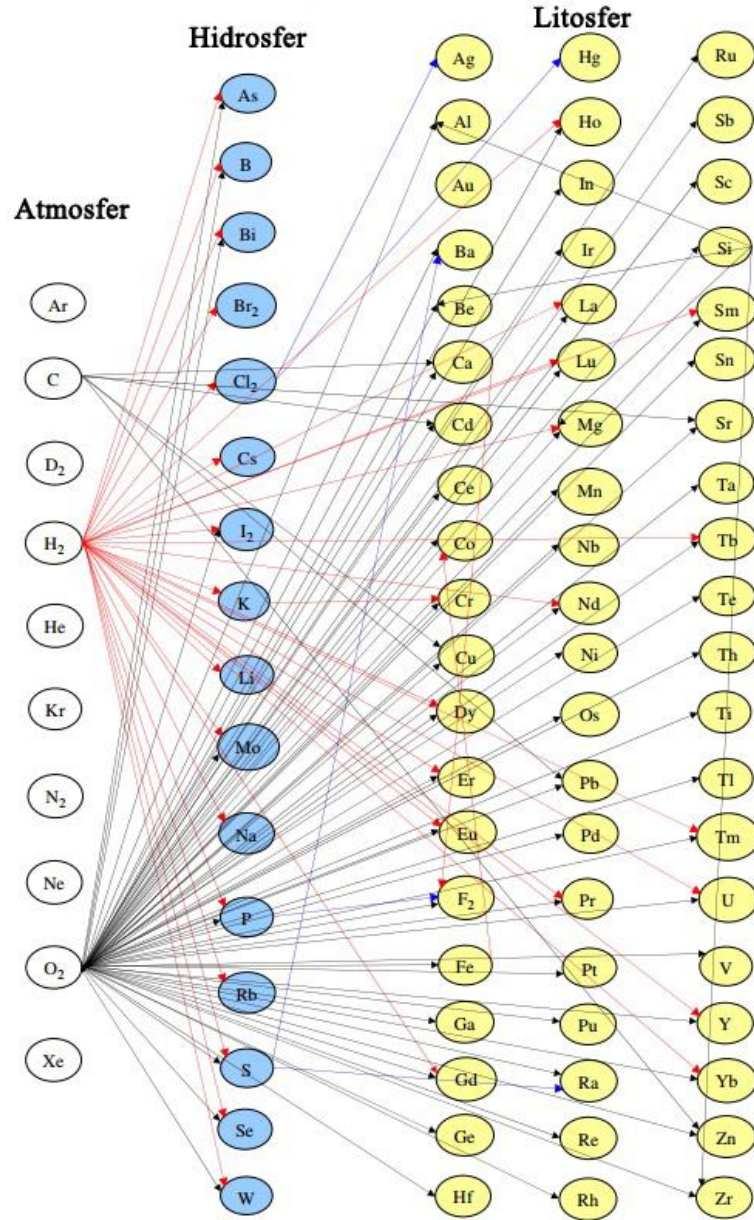 Hidrosfer
Litosfer
Atmosfer
Ar
C
D₂
H₂
He
Kr
N₂
Ne
O₂
Xe
As
B
Bi
Br₂
Cl₂
Cs
I₂
K
Li
Mo
Na
P
Rb
S
Se
W
Ag
Al
Au
Ba
Be
Ca
Cd
Ce
Co
Cr
Cu
Dy
Er
Eu
F₂
Fe
Ga
Gd
Ge
Hf
Hg
Ho
In
Ir
La
Lu
Mg
Mn
Nb
Nd
Ni
Os
Pb
Pd
Pr
Pt
Pu
Ra
Re
Rh
Ru
Sb
Sc
Si
Sm
Sn
Sr
Ta
Tb
Te
Th
Ti
Tl
Tm
U
V
Y
Yb
Zn
Zr